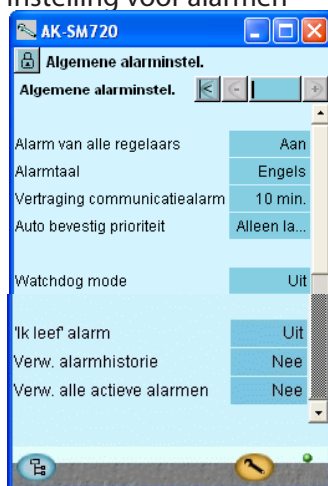 Instelling voor alarmen
AK-SM720
Algemene alarminstel.
Algemene alarminstel.
Alarm van alle regelaars Aan
Alarmtaal Engels
Vertraging communicatiealarm 10 min.
Auto bevestig prioriteit Alleen la...
Watchdog mode Uit
'Ik leef' alarm Uit
Verw. alarmhistorie Nee
Verw. alle actieve alarmen Nee